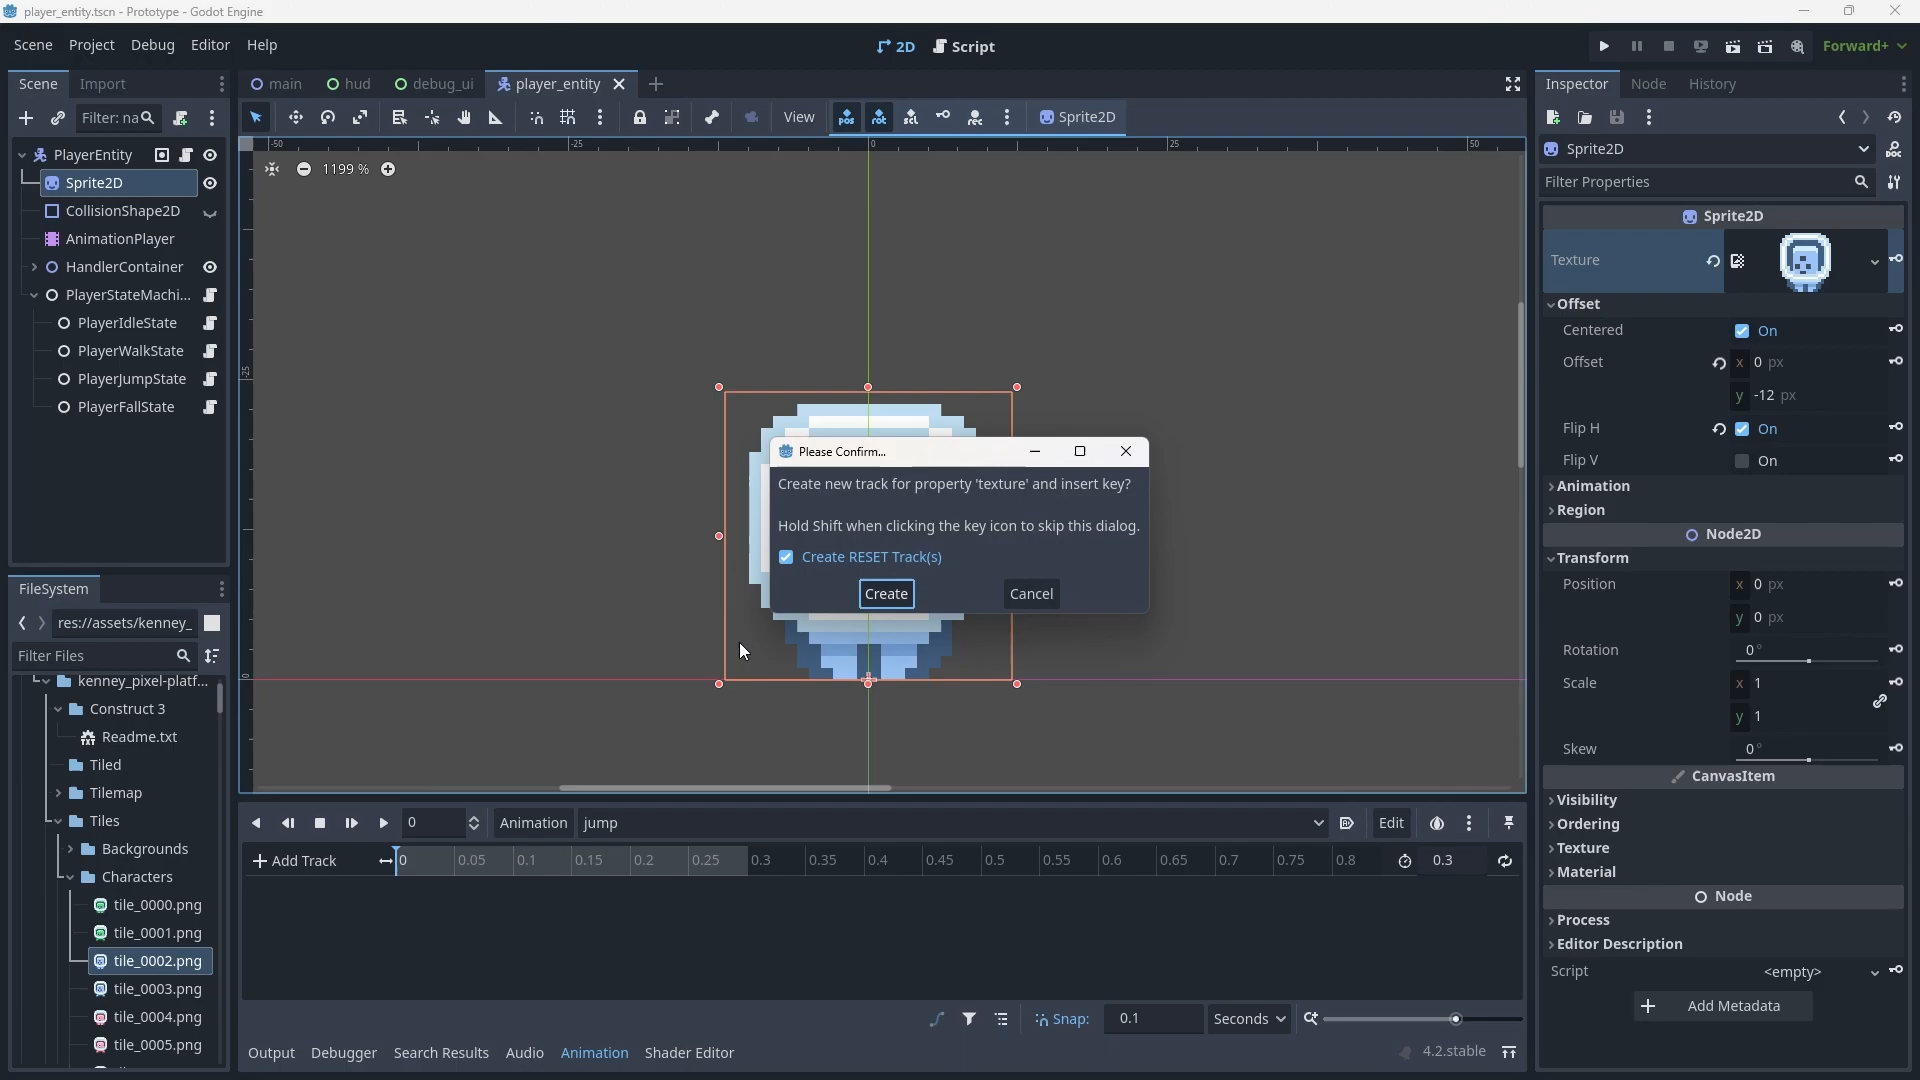 player_entity.tscn - Prototype - Godot Engine
Scene Project Debug Editor Help
2D Script
Forward+
Scene Import
main hud debug_ui player_entity
Inspector Node History
Filter: na
View
Sprite2D
Sprite2D
Filter Properties
PlayerEntity
Sprite2D
CollisionShape2D
AnimationPlayer
HandlerContainer
PlayerStateMachi...
PlayerIdleState
PlayerWalkState
PlayerJumpState
PlayerFallState
-50 -25 0 25 50
-25
0
1199 %
Please Confirm...
Create new track for property 'texture' and insert key?
Hold Shift when clicking the key icon to skip this dialog.
Create RESET Track(s)
Create Cancel
Sprite2D
Texture
Offset
Centered On
Offset x 0 px
y -12 px
Flip H On
Flip V On
Animation
Region
Node2D
Transform
Position x 0 px
y 0 px
Rotation 0°
Scale x 1
y 1
Skew 0°
CanvasItem
Visibility
Ordering
Texture
Material
Node
Process
Editor Description
Script <empty>
Add Metadata
FileSystem
res://assets/kenney_
Filter Files
kenney_pixel-platf...
Construct 3
Readme.txt
Tiled
Tilemap
Tiles
Backgrounds
Characters
tile_0000.png
tile_0001.png
tile_0002.png
tile_0003.png
tile_0004.png
tile_0005.png
0 Animation jump Edit
Add Track 0 0.05 0.1 0.15 0.2 0.25 0.3 0.35 0.4 0.45 0.5 0.55 0.6 0.65 0.7 0.75 0.8 0.3
Snap: 0.1 Seconds
Output Debugger Search Results Audio Animation Shader Editor 4.2.stable